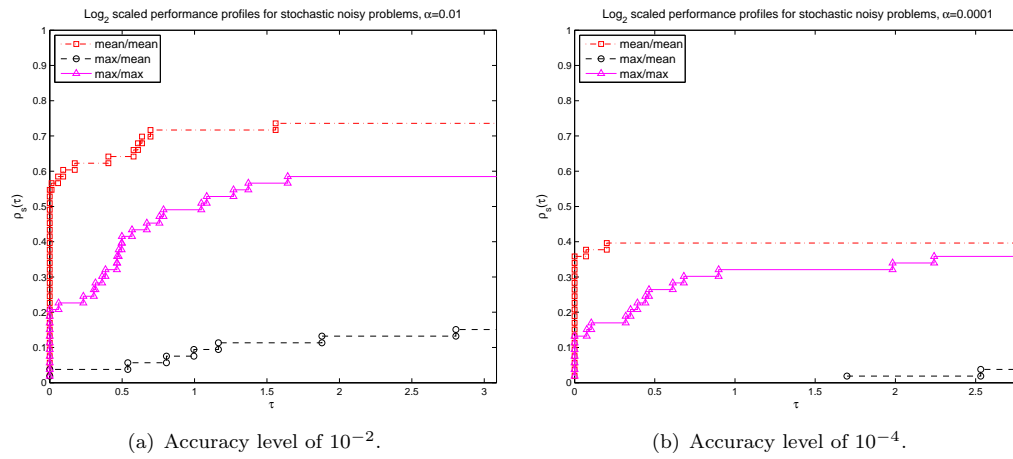 Log₂ scaled performance profiles for stochastic noisy problems, α=0.01
mean/mean
max/mean
max/max
1
0.9
0.8
0.7
0.6
0.5
0.4
0.3
0.2
0.1
0
ρₛ(τ)
0 0.5 1 1.5 2 2.5 3
τ
(a) Accuracy level of 10⁻².
Log₂ scaled performance profiles for stochastic noisy problems, α=0.0001
mean/mean
max/mean
max/max
1
0.9
0.8
0.7
0.6
0.5
0.4
0.3
0.2
0.1
0
ρₛ(τ)
0 0.5 1 1.5 2 2.5
τ
(b) Accuracy level of 10⁻⁴.